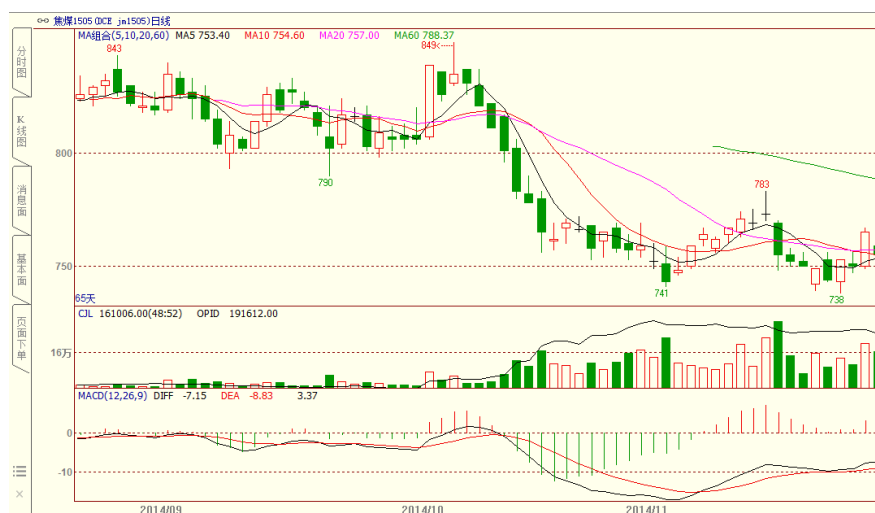 焦煤1505(DCE jm1505)日线
MA组合(5,10,20,60) MA5 753.40 MA10 754.60 MA20 757.00 MA60 788.37
843
849
分时图
K线图
800
790
消息面
783
基本面
750
741
738
65天
CJL 161006.00(48:52) OPID 191612.00
页面下单
16万
MACD(12,26,9) DIFF -7.15 DEA -8.83 3.37
0
-10
2014/09 2014/10 2014/11